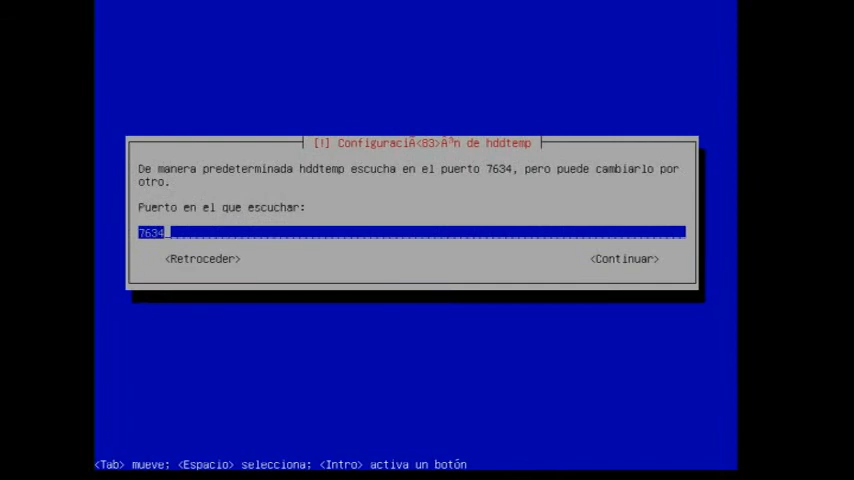 [!] ConfiguraciÃ<83>Â³n de hddtemp
De manera predeterminada hddtemp escucha en el puerto 7634, pero puede cambiarlo por
otro.
Puerto en el que escuchar:
7634
<Retroceder> <Continuar>
<Tab> mueve; <Espacio> selecciona; <Intro> activa un botón